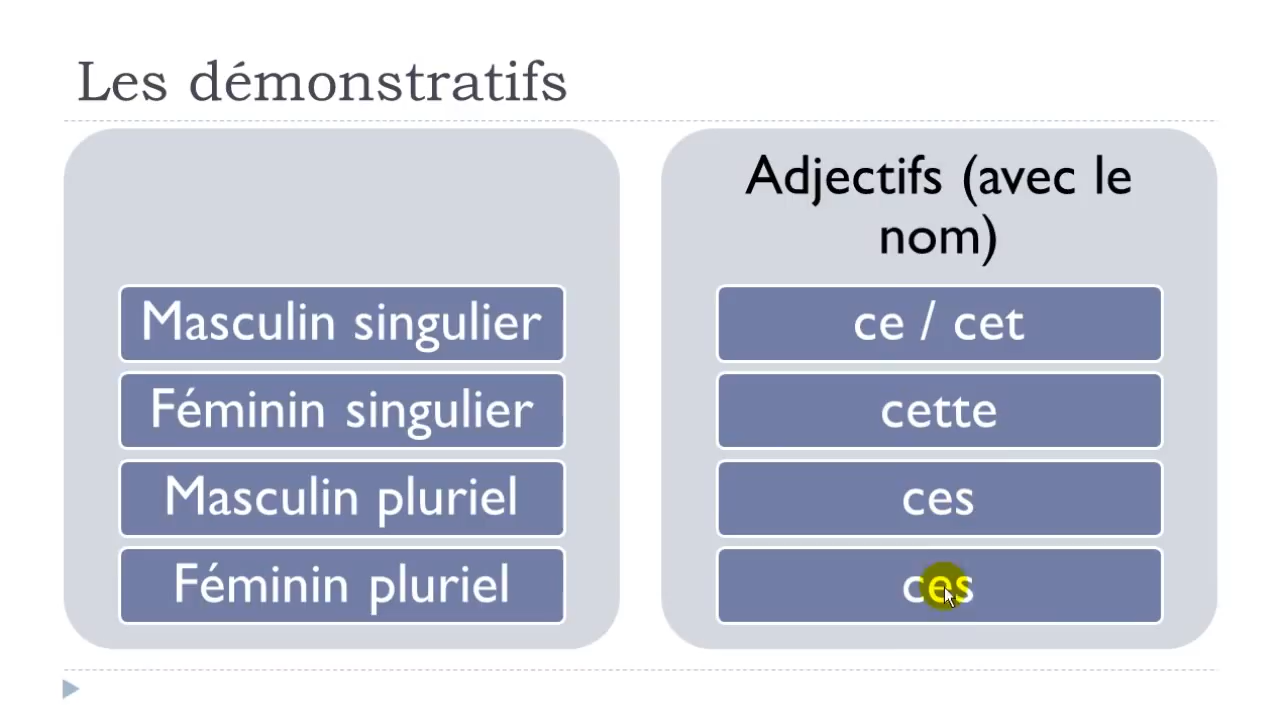 Les démonstratifs
Adjectifs (avec le
nom)
Masculin singulier
ce / cet
Féminin singulier
cette
Masculin pluriel
ces
Féminin pluriel
ces